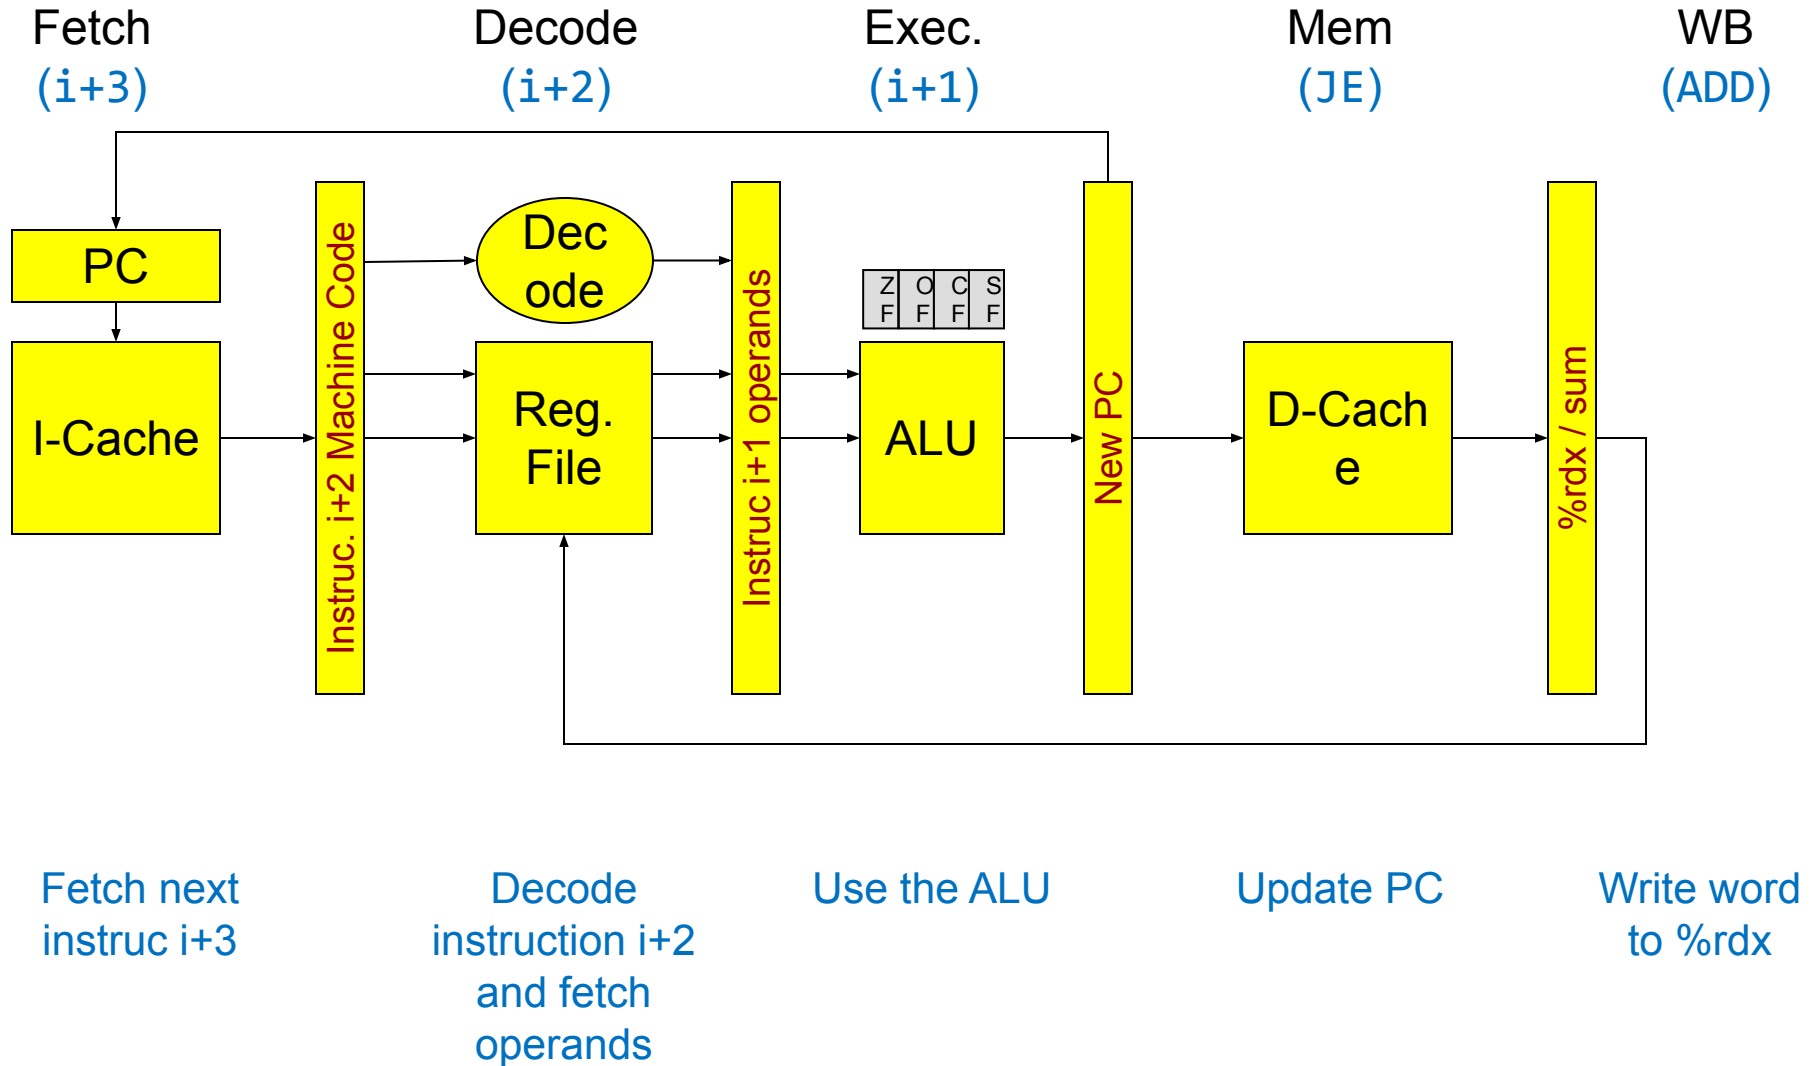 Fetch
(i+3)
Decode
(i+2)
Exec.
(i+1)
Mem
(JE)
WB
(ADD)
PC
I-Cache
Instruc. i+2 Machine Code
Dec
ode
Reg.
File
Instruc i+1 operands
Z
F
O
F
C
F
S
F
ALU
New PC
D-Cach
e
%rdx / sum
Fetch next
instruc i+3
Decode
instruction i+2
and fetch
operands
Use the ALU
Update PC
Write word
to %rdx